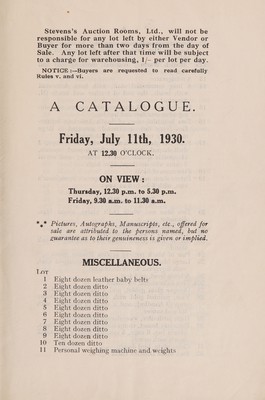 Stevens's Auction Rooms, Ltd., will not be
responsible for any lot left by either Vendor or
Buyer for more than two days from the day of
Sale. Any lot left after that time will be subject
to a charge for warehousing, 1/- per lot per day.
NOTICE:—Buyers are requested to read carefully
Rules v. and vi.
A CATALOGUE.
Friday, July 11th, 1930.
AT 12.30 O'CLOCK.
ON VIEW:
Thursday, 12.30 p.m. to 5.30 p.m.
Friday, 9.30 a.m. to 11.30 a.m.
*⁎* Pictures, Autographs, Manuscripts, etc., offered for
sale are attributed to the persons named, but no
guarantee as to their genuineness is given or implied.
MISCELLANEOUS.
LOT
1 Eight dozen leather baby belts
2 Eight dozen ditto
3 Eight dozen ditto
4 Eight dozen ditto
5 Eight dozen ditto
6 Eight dozen ditto
7 Eight dozen ditto
8 Eight dozen ditto
9 Eight dozen ditto
10 Ten dozen ditto
11 Personal weighing machine and weights